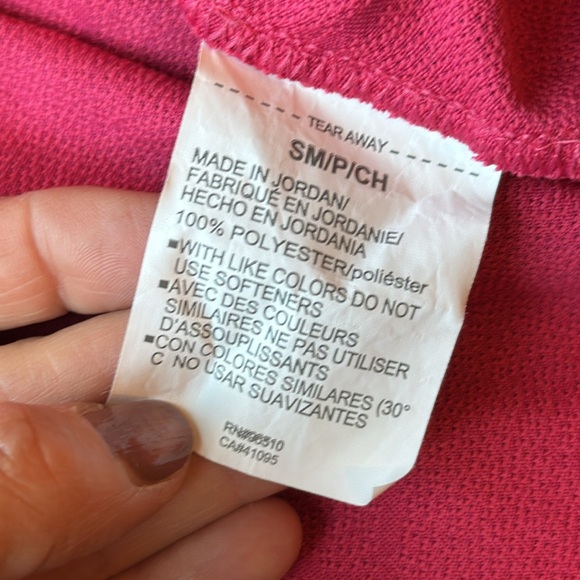 TEAR AWAY
SM/P/CH
MADE IN JORDAN/
FABRIQUÉ EN JORDANIE/
HECHO EN JORDANIA
100% POLYESTER/poliéster
▪WITH LIKE COLORS DO NOT
USE SOFTENERS
▪AVEC DES COULEURS
SIMILAIRES NE PAS UTILISER
D'ASSOUPLISSANTS
▪CON COLORES SIMILARES (30°
C NO USAR SUAVIZANTES
CA#41095